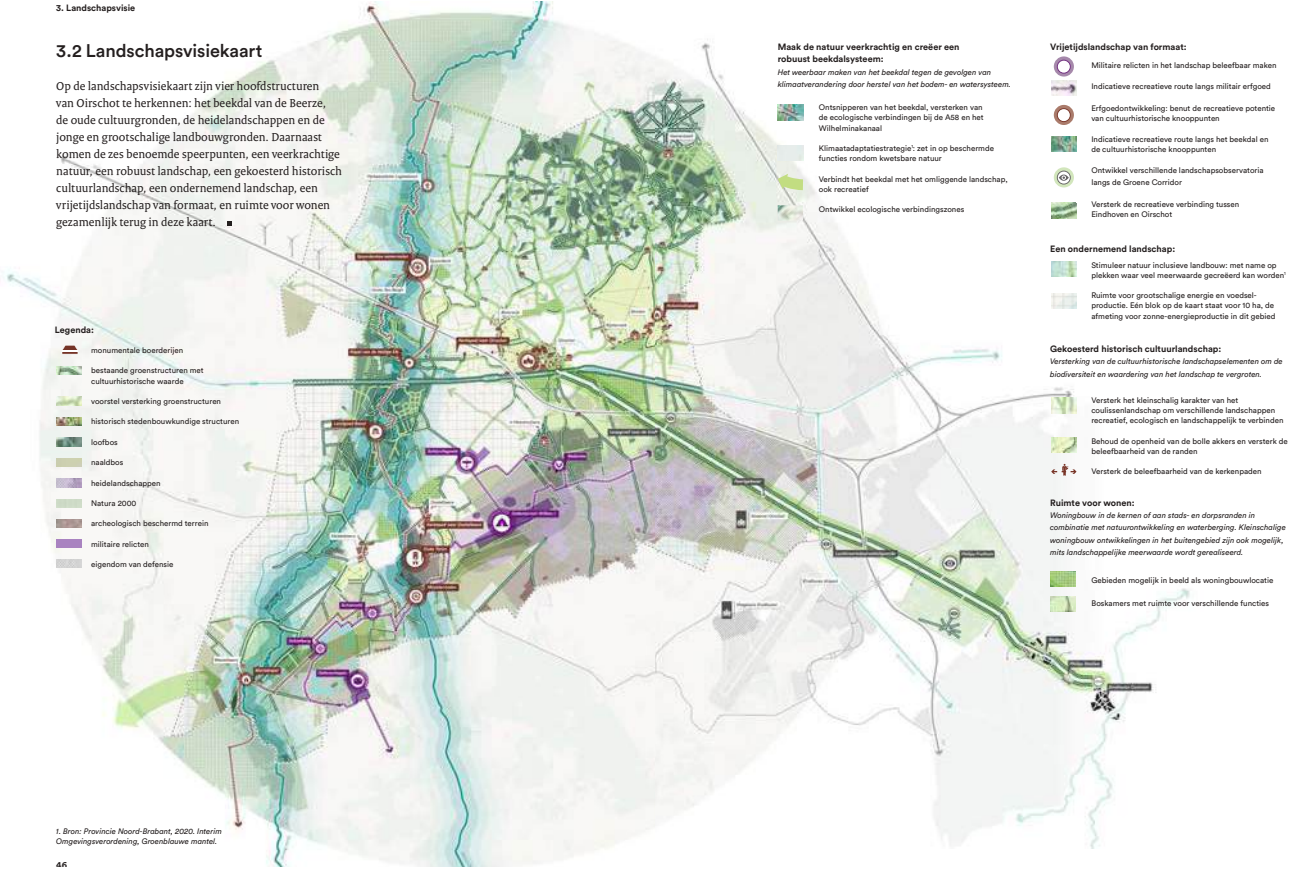 3. Landschapsvisie
3.2 Landschapsvisiekaart
Op de landschapsvisiekaart zijn vier hoofdstructuren
van Oirschot te herkennen: het beekdal van de Beerze,
de oude cultuurgronden, de heidelandschappen en de
jonge en grootschalige landbouwgronden. Daarnaast
komen de zes benoemde speerpunten, een veerkrachtige
natuur, een robuust landschap, een gekoesterd historisch
cultuurlandschap, een ondernemend landschap, een
vrijetijdslandschap van formaat, en ruimte voor wonen
gezamenlijk terug in deze kaart. ■
Legenda:
monumentale boerderijen
bestaande groenstructuren met
cultuurhistorische waarde
voorstel versterking groenstructuren
historisch stedenbouwkundige structuren
loofbos
naaldbos
heidelandschappen
Natura 2000
archeologisch beschermd terrein
militaire relicten
eigendom van defensie
1. Bron: Provincie Noord-Brabant, 2020. Interim
Omgevingsverordening, Groenblauwe mantel.
46
Maak de natuur veerkrachtig en creëer een
robuust beekdalsysteem:
Het weerbaar maken van het beekdal tegen de gevolgen van
klimaatverandering door herstel van het bodem- en watersysteem.
Ontsnipperen van het beekdal, versterken van
de ecologische verbindingen bij de A58 en het
Wilhelminakanaal
Klimaatadaptatiestrategie¹: zet in op beschermde
functies rondom kwetsbare natuur
Verbindt het beekdal met het omliggende landschap,
ook recreatief
Ontwikkel ecologische verbindingszones
Vrijetijdslandschap van formaat:
Militaire relicten in het landschap beleefbaar maken
Indicatieve recreatieve route langs militair erfgoed
Erfgoedontwikkeling: benut de recreatieve potentie
van cultuurhistorische knooppunten
Indicatieve recreatieve route langs het beekdal en
de cultuurhistorische knooppunten
Ontwikkel verschillende landschapsobservatoria
langs de Groene Corridor
Versterk de recreatieve verbinding tussen
Eindhoven en Oirschot
Een ondernemend landschap:
Stimuleer natuur inclusieve landbouw: met name op
plekken waar veel meerwaarde gecreëerd kan worden¹
Ruimte voor grootschalige energie en voedsel-
productie. Eén blok op de kaart staat voor 10 ha, de
afmeting voor zonne-energieproductie in dit gebied
Gekoesterd historisch cultuurlandschap:
Versterking van de cultuurhistorische landschapselementen om de
biodiversiteit en waardering van het landschap te vergroten.
Versterk het kleinschalig karakter van het
coulissenlandschap om verschillende landschappen
recreatief, ecologisch en landschappelijk te verbinden
Behoud de openheid van de bolle akkers en versterk de
beleefbaarheid van de randen
Versterk de beleefbaarheid van de kerkenpaden
Ruimte voor wonen:
Woningbouw in de kernen of aan stads- en dorpsranden in
combinatie met natuurontwikkeling en waterberging. Kleinschalige
woningbouw ontwikkelingen in het buitengebied zijn ook mogelijk,
mits landschappelijke meerwaarde wordt gerealiseerd.
Gebieden mogelijk in beeld als woningbouwlocatie
Boskamers met ruimte voor verschillende functies